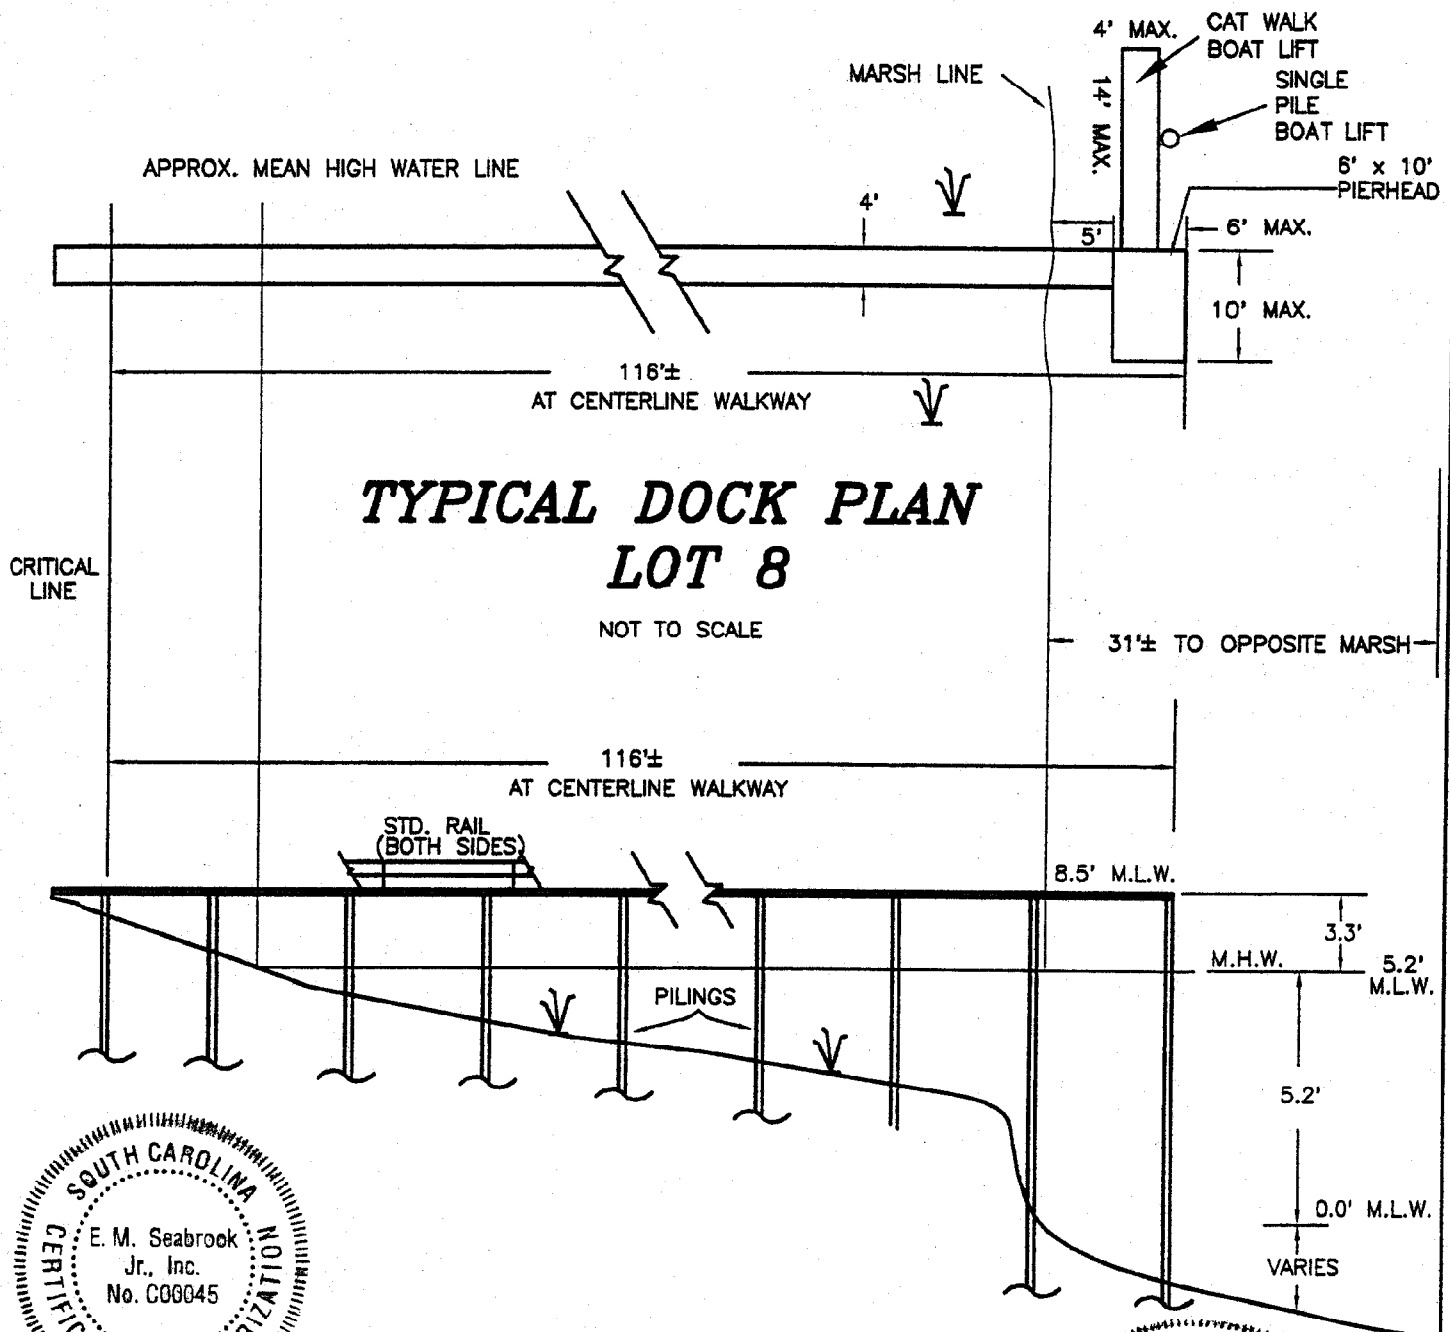 4' MAX.
CAT WALK
BOAT LIFT
MARSH LINE
SINGLE
PILE
BOAT LIFT
14' MAX.
6' x 10'
PIERHEAD
APPROX. MEAN HIGH WATER LINE
4'
5'
6' MAX.
10' MAX.
116'±
AT CENTERLINE WALKWAY
TYPICAL DOCK PLAN
LOT 8
NOT TO SCALE
CRITICAL
LINE
31'± TO OPPOSITE MARSH
116'±
AT CENTERLINE WALKWAY
STD. RAIL
(BOTH SIDES)
8.5' M.L.W.
3.3'
M.H.W.
5.2'
M.L.W.
PILINGS
5.2'
0.0' M.L.W.
VARIES
SOUTH CAROLINA
E. M. Seabrook
Jr., Inc.
No. C00045